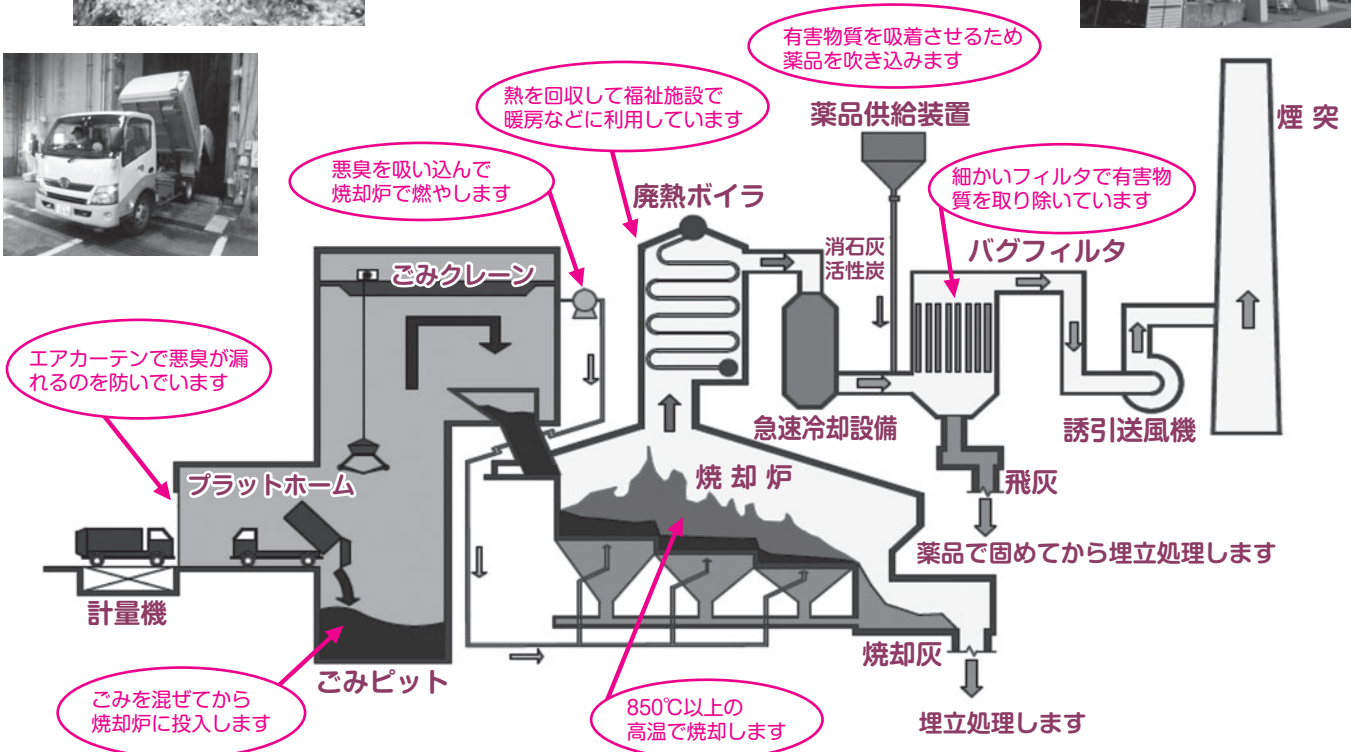 有害物質を吸着させるため
薬品を吹き込みます
熱を回収して福祉施設で
暖房などに利用しています
薬品供給装置
煙突
悪臭を吸い込んで
焼却炉で燃やします
細かいフィルタで有害物
質を取り除いています
廃熱ボイラ
消石灰
活性炭
バグフィルタ
ごみクレーン
エアカーテンで悪臭が漏
れるのを防いでいます
急速冷却設備
誘引送風機
プラットホーム
焼却炉
飛灰
薬品で固めてから埋立処理します
計量機
焼却灰
ごみピット
ごみを混ぜてから
焼却炉に投入します
850℃以上の
高温で焼却します
埋立処理します